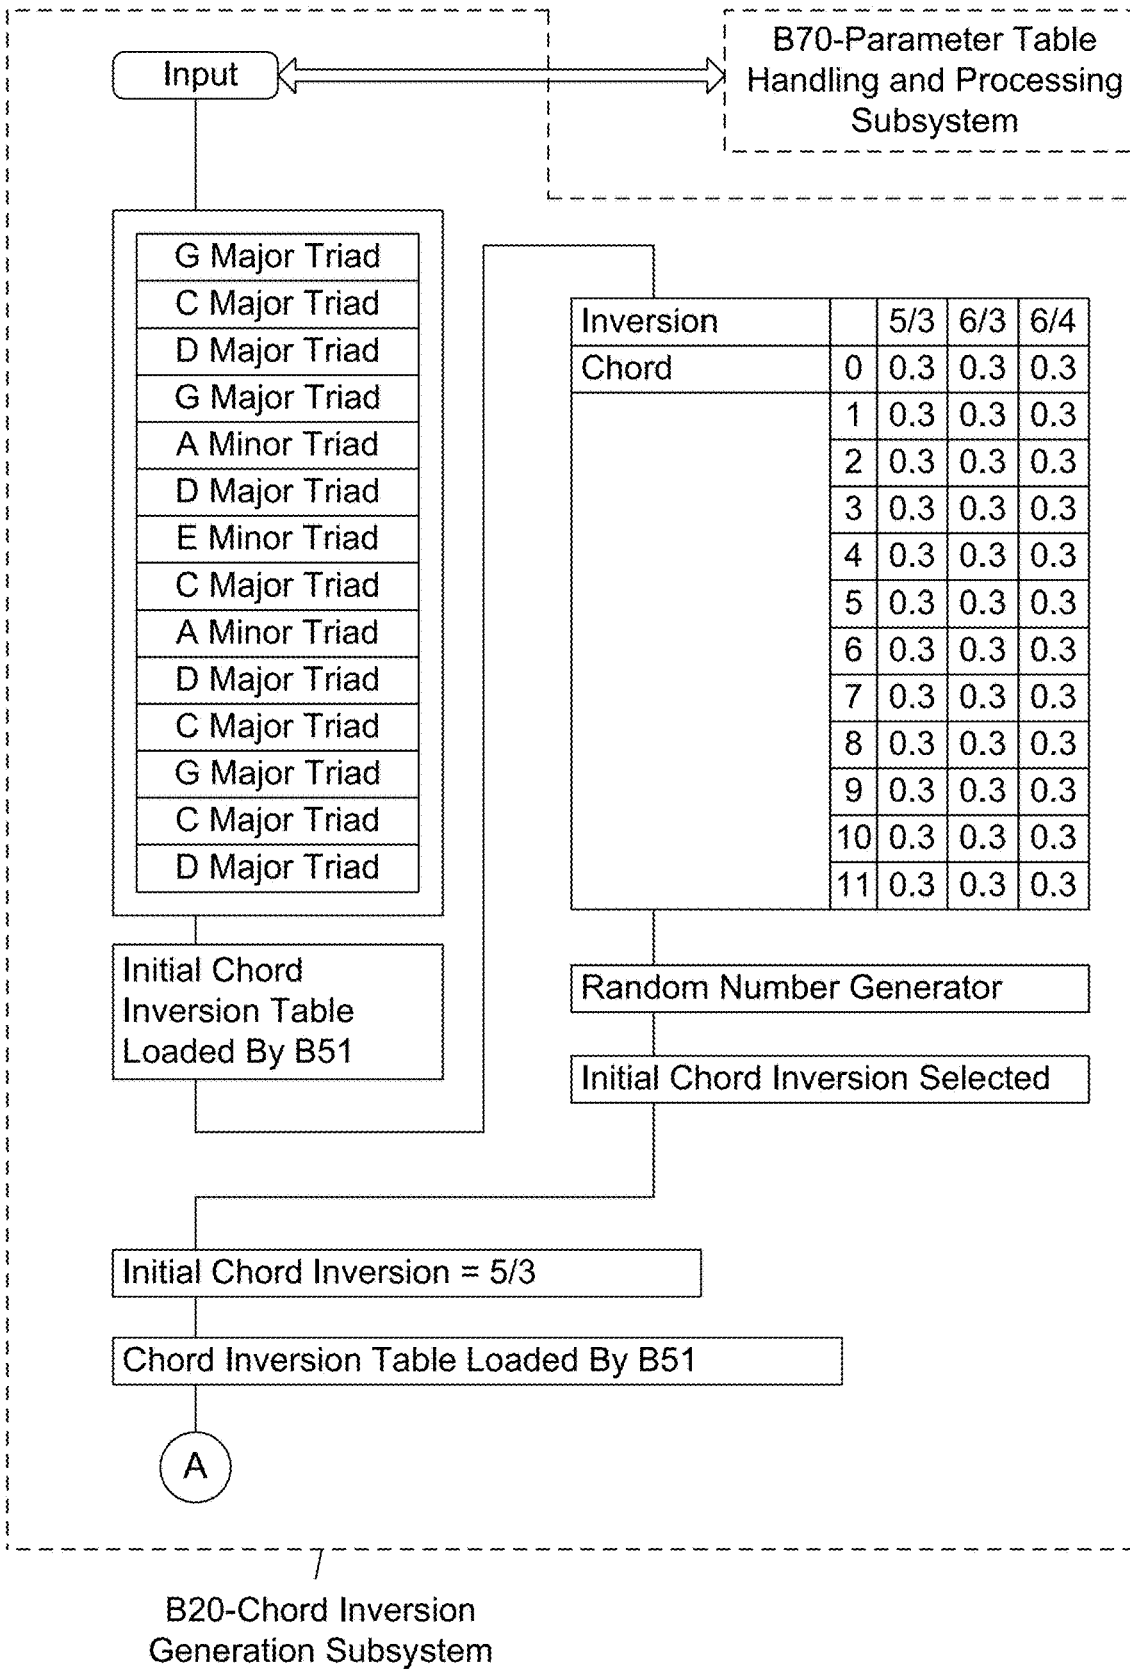 Input
B70-Parameter Table
Handling and Processing
Subsystem
G Major Triad
C Major Triad
D Major Triad
G Major Triad
A Minor Triad
D Major Triad
E Minor Triad
C Major Triad
A Minor Triad
D Major Triad
C Major Triad
G Major Triad
C Major Triad
D Major Triad
Initial Chord
Inversion Table
Loaded By B51
Inversion 5/3 6/3 6/4
Chord 0 0.3 0.3 0.3
1 0.3 0.3 0.3
2 0.3 0.3 0.3
3 0.3 0.3 0.3
4 0.3 0.3 0.3
5 0.3 0.3 0.3
6 0.3 0.3 0.3
7 0.3 0.3 0.3
8 0.3 0.3 0.3
9 0.3 0.3 0.3
10 0.3 0.3 0.3
11 0.3 0.3 0.3
Random Number Generator
Initial Chord Inversion Selected
Initial Chord Inversion = 5/3
Chord Inversion Table Loaded By B51
A
B20-Chord Inversion
Generation Subsystem